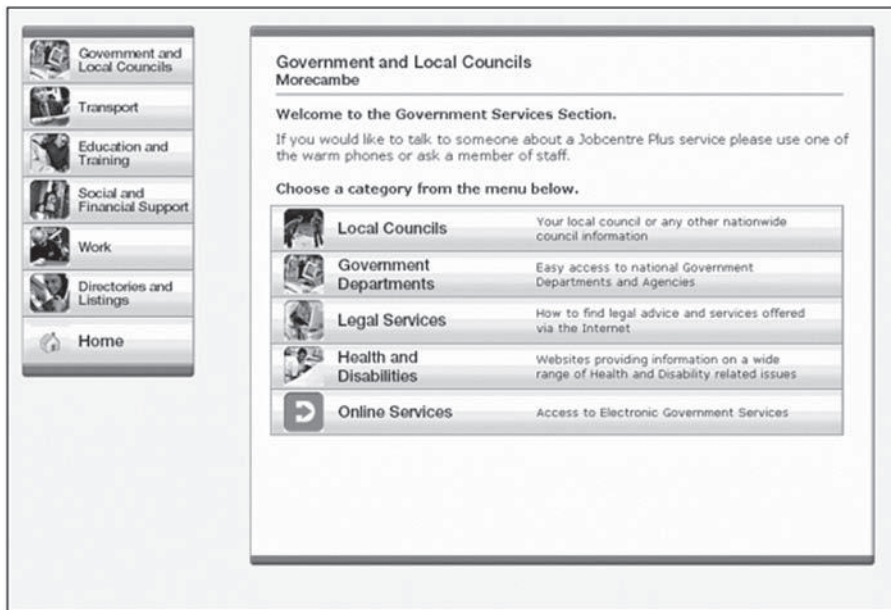 Government and
Local Councils
Transport
Education and
Training
Social and
Financial Support
Work
Directories and
Listings
Home
Government and Local Councils
Morecambe
Welcome to the Government Services Section.
If you would like to talk to someone about a Jobcentre Plus service please use one of
the warm phones or ask a member of staff.
Choose a category from the menu below.
Local Councils
Your local council or any other nationwide
council information
Government
Departments
Easy access to national Government
Departments and Agencies
Legal Services
How to find legal advice and services offered
via the Internet
Health and
Disabilities
Websites providing information on a wide
range of Health and Disability related issues
Online Services
Access to Electronic Government Services